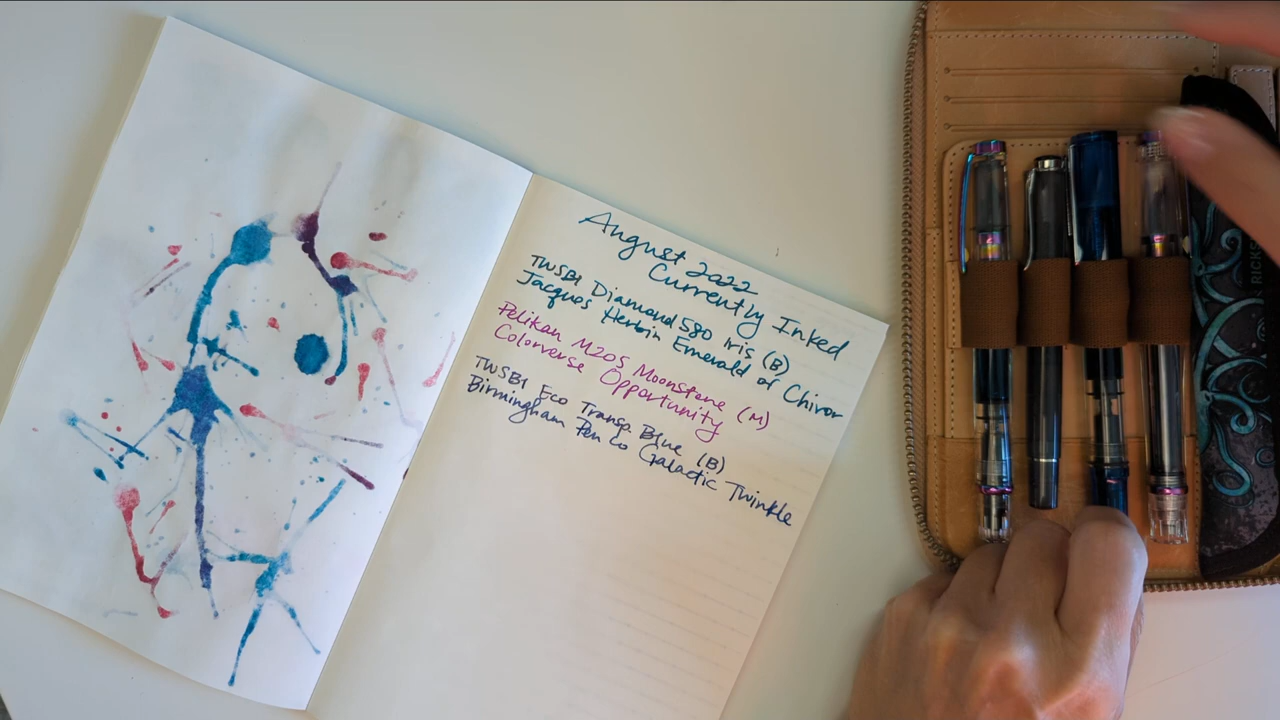 August 2022
Currently Inked
TWSBI Diamond 580 Iris (B)
Jacques Herbin Emerald of Chivor
Pelikan M205 Moonstone (M)
Colorverse Opportunity
TWSBI Eco Transp. Blue (B)
Birmingham Pen Co Galactic Twinkle